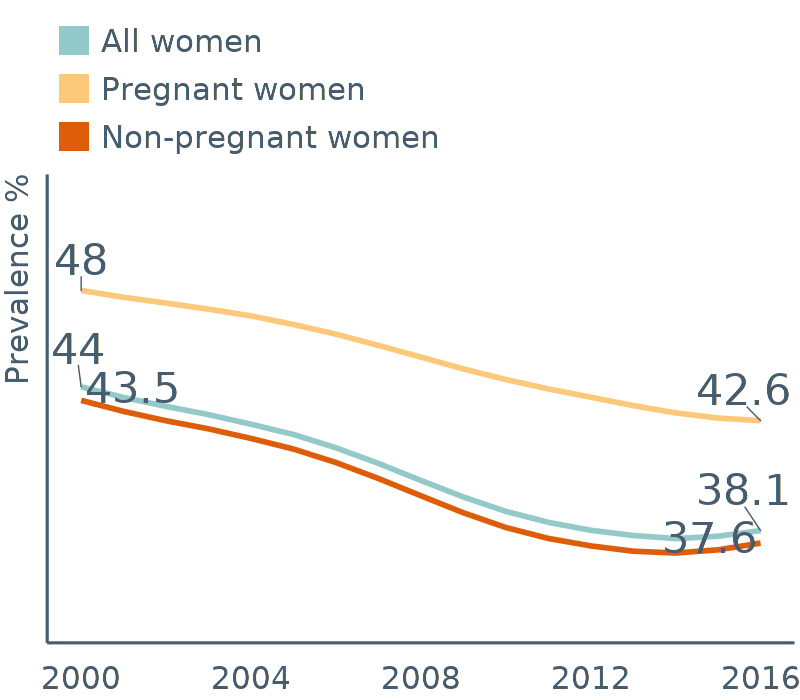 All women
Pregnant women
Non-pregnant women
Prevalence %
48
44
43.5
42.6
38.1
37.6
2000 2004 2008 2012 2016